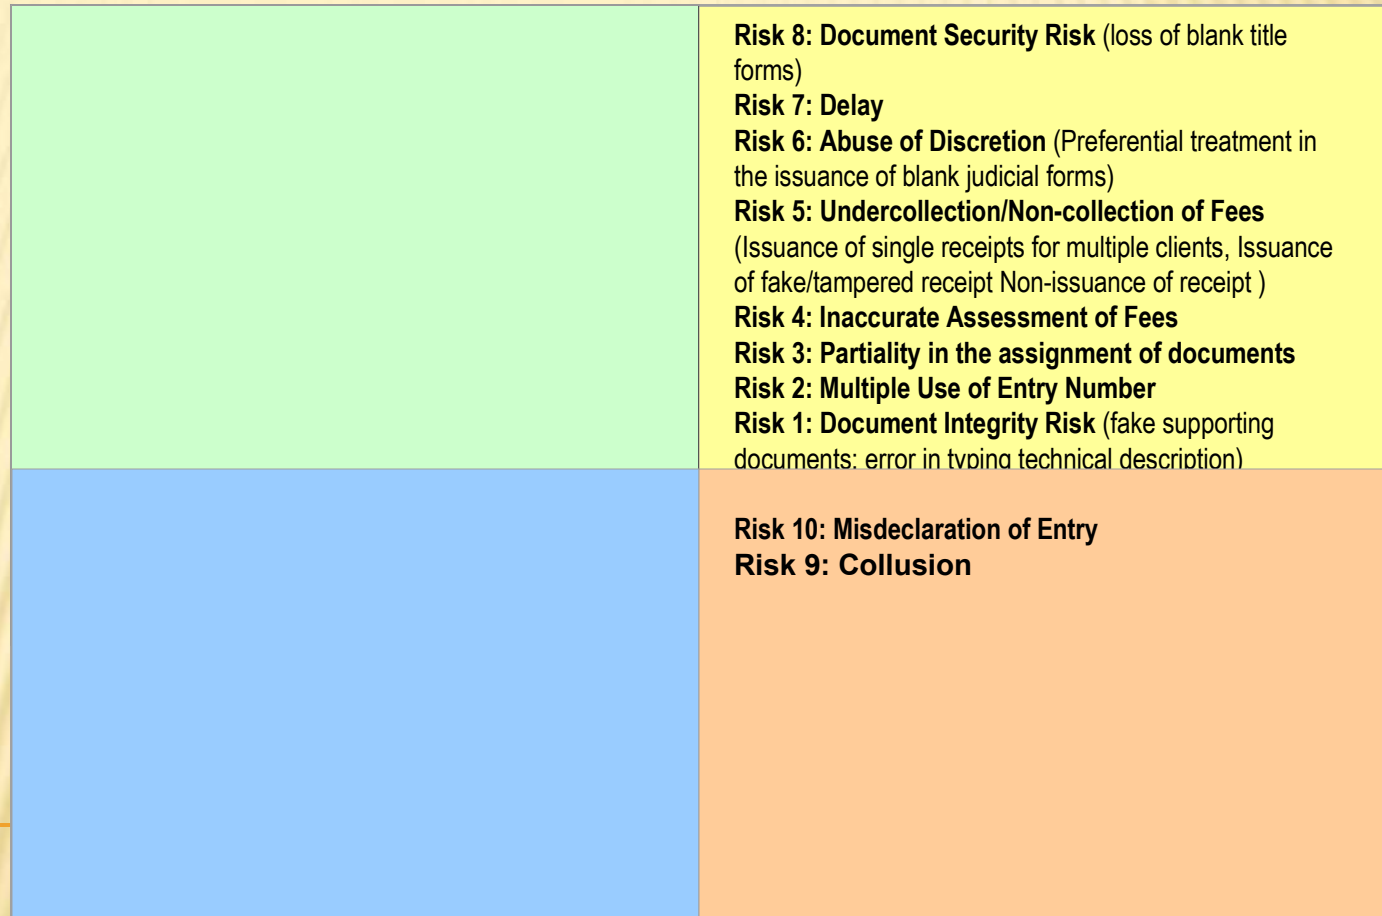 Risk 8: Document Security Risk (loss of blank title
forms)
Risk 7: Delay
Risk 6: Abuse of Discretion (Preferential treatment in
the issuance of blank judicial forms)
Risk 5: Undercollection/Non-collection of Fees
(Issuance of single receipts for multiple clients, Issuance
of fake/tampered receipt Non-issuance of receipt )
Risk 4: Inaccurate Assessment of Fees
Risk 3: Partiality in the assignment of documents
Risk 2: Multiple Use of Entry Number
Risk 1: Document Integrity Risk (fake supporting
documents; error in typing technical description)
Risk 10: Misdeclaration of Entry
Risk 9: Collusion